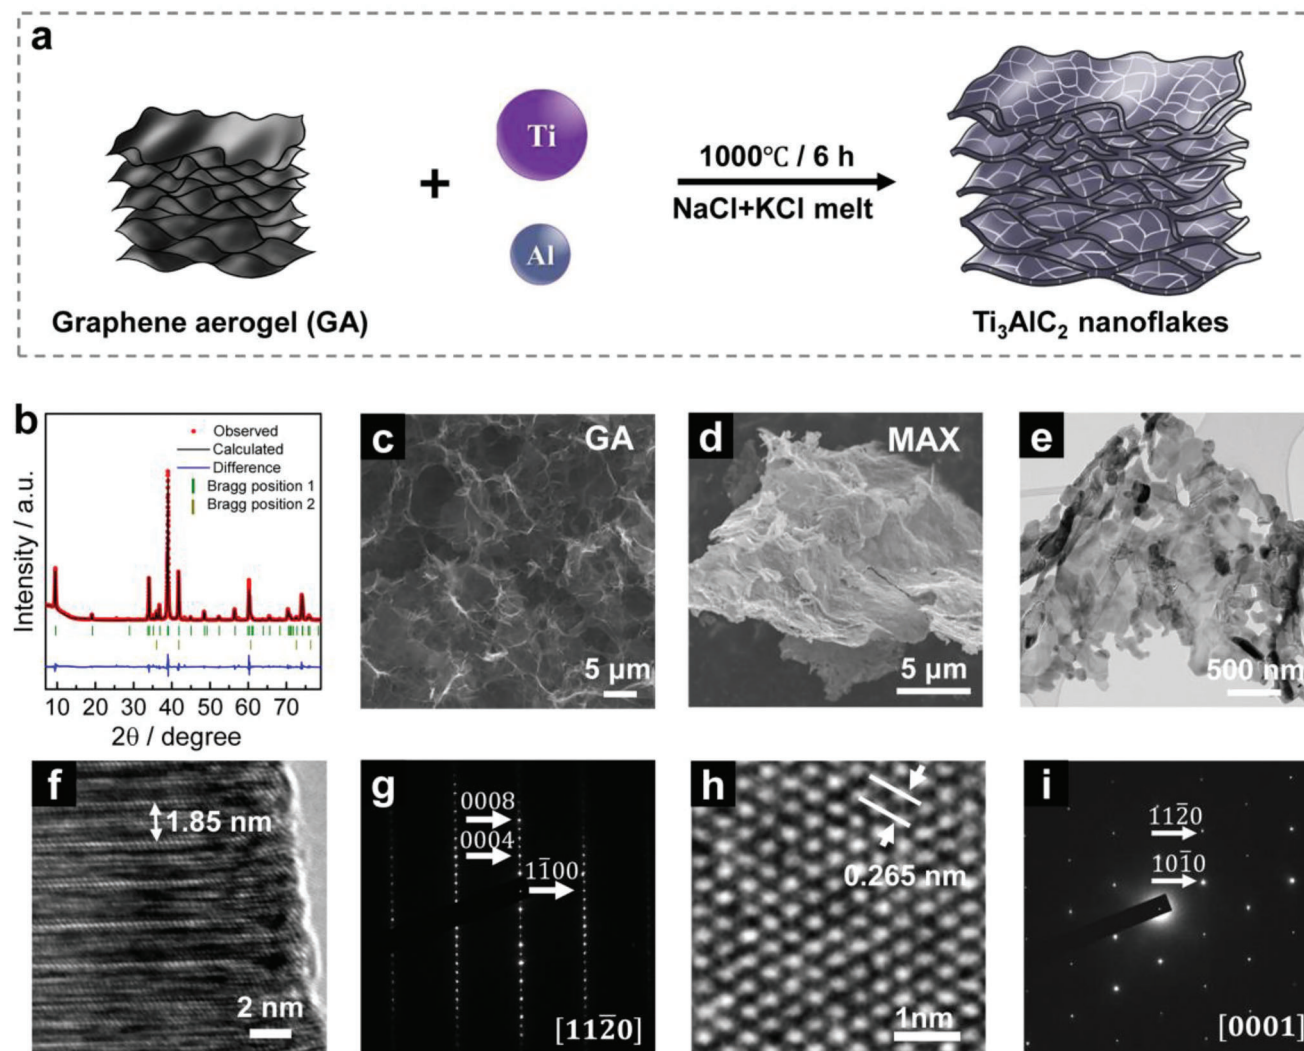 a
Ti
Al
+
1000℃ / 6 h
NaCl+KCl melt
Graphene aerogel (GA)
Ti₃AlC₂ nanoflakes
b
Observed
Calculated
Difference
Bragg position 1
Bragg position 2
Intensity / a.u.
10 20 30 40 50 60 70
2θ / degree
c
GA
5 μm
d
MAX
5 μm
e
500 nm
f
1.85 nm
2 nm
g
0008
0004
11̅00
[112̅0]
h
0.265 nm
1nm
i
112̅0
101̅0
[0001]